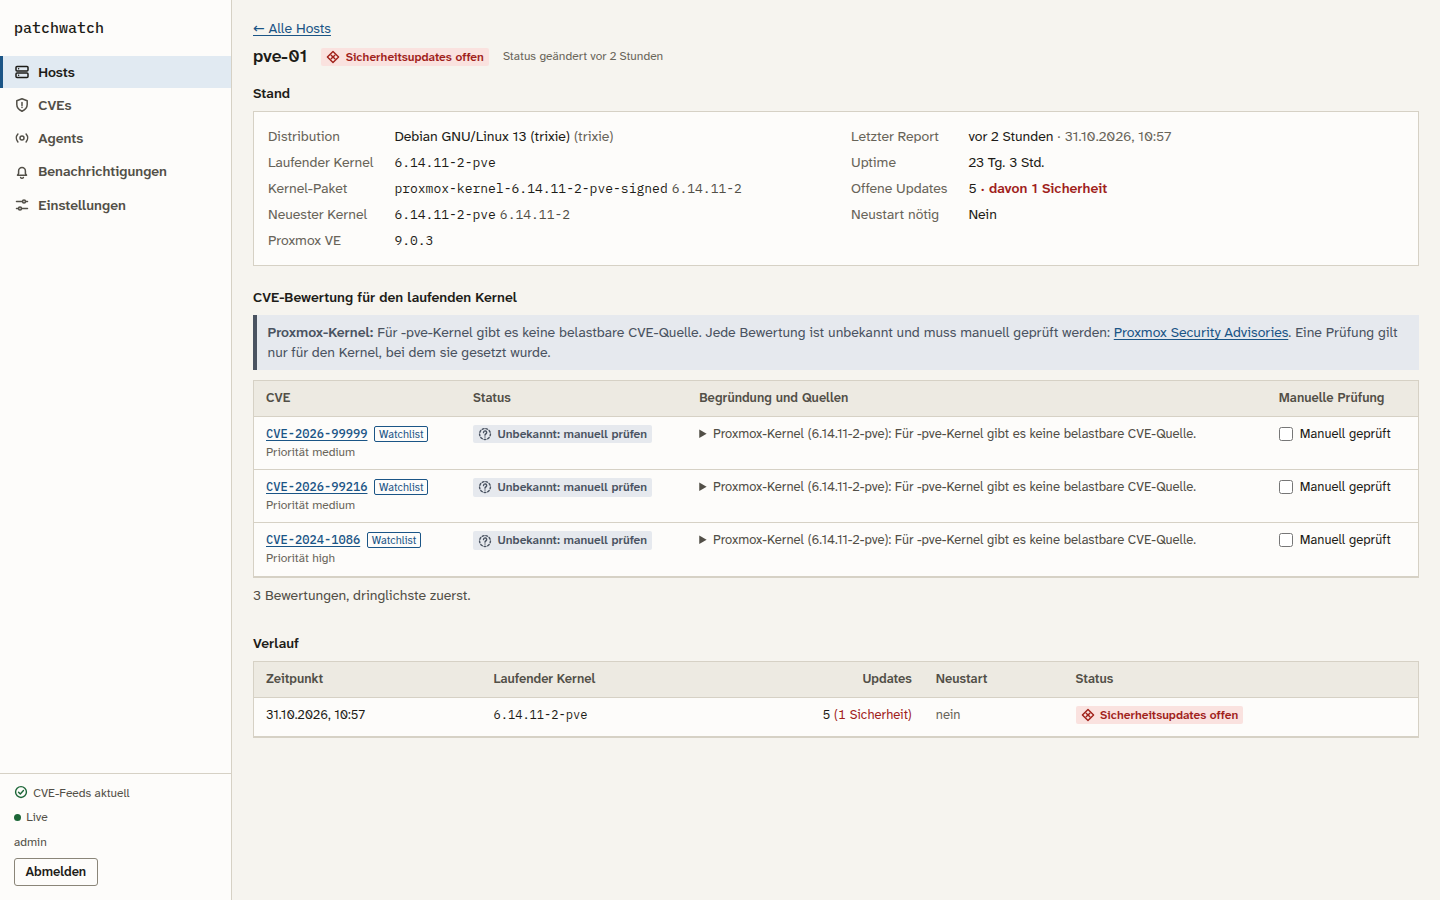 patchwatch
Hosts
CVEs
Agents
Benachrichtigungen
Einstellungen
CVE-Feeds aktuell
Live
admin
Abmelden
← Alle Hosts
pve-01 Sicherheitsupdates offen Status geändert vor 2 Stunden
Stand
Distribution Debian GNU/Linux 13 (trixie) (trixie)
Laufender Kernel 6.14.11-2-pve
Kernel-Paket proxmox-kernel-6.14.11-2-pve-signed 6.14.11-2
Neuester Kernel 6.14.11-2-pve 6.14.11-2
Proxmox VE 9.0.3
Letzter Report vor 2 Stunden · 31.10.2026, 10:57
Uptime 23 Tg. 3 Std.
Offene Updates 5 · davon 1 Sicherheit
Neustart nötig Nein
CVE-Bewertung für den laufenden Kernel
Proxmox-Kernel: Für -pve-Kernel gibt es keine belastbare CVE-Quelle. Jede Bewertung ist unbekannt und muss manuell geprüft werden: Proxmox Security Advisories. Eine Prüfung gilt
nur für den Kernel, bei dem sie gesetzt wurde.
CVE Status Begründung und Quellen Manuelle Prüfung
CVE-2026-99999 Watchlist Unbekannt: manuell prüfen ▶ Proxmox-Kernel (6.14.11-2-pve): Für -pve-Kernel gibt es keine belastbare CVE-Quelle. Manuell geprüft
Priorität medium
CVE-2026-99216 Watchlist Unbekannt: manuell prüfen ▶ Proxmox-Kernel (6.14.11-2-pve): Für -pve-Kernel gibt es keine belastbare CVE-Quelle. Manuell geprüft
Priorität medium
CVE-2024-1086 Watchlist Unbekannt: manuell prüfen ▶ Proxmox-Kernel (6.14.11-2-pve): Für -pve-Kernel gibt es keine belastbare CVE-Quelle. Manuell geprüft
Priorität high
3 Bewertungen, dringlichste zuerst.
Verlauf
Zeitpunkt Laufender Kernel Updates Neustart Status
31.10.2026, 10:57 6.14.11-2-pve 5 (1 Sicherheit) nein Sicherheitsupdates offen